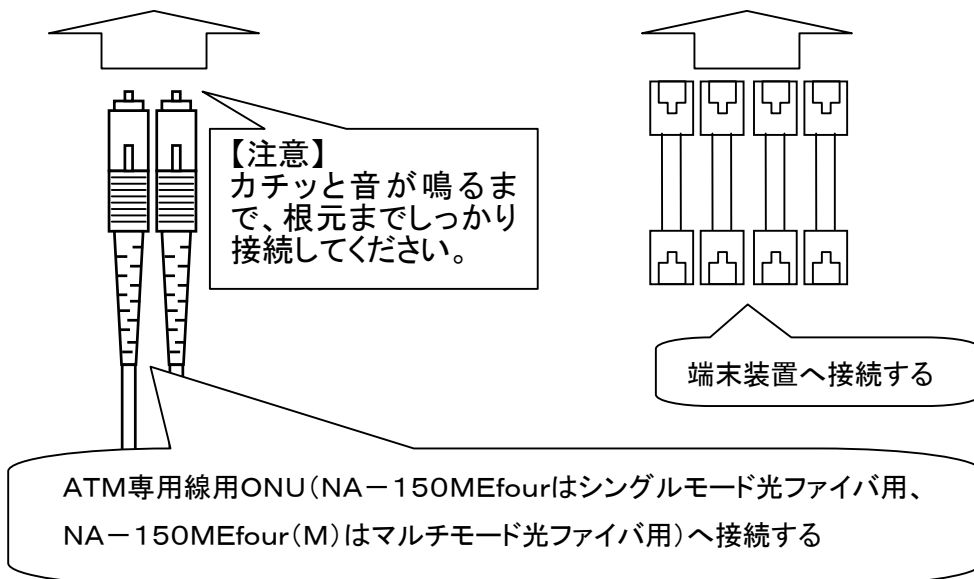 【注意】
カチッと音が鳴るま
で、根元までしっかり
接続してください。
端末装置へ接続する
ATM専用線用ONU(NA-150MEfourはシングルモード光ファイバ用、
NA-150MEfour(M)はマルチモード光ファイバ用)へ接続する